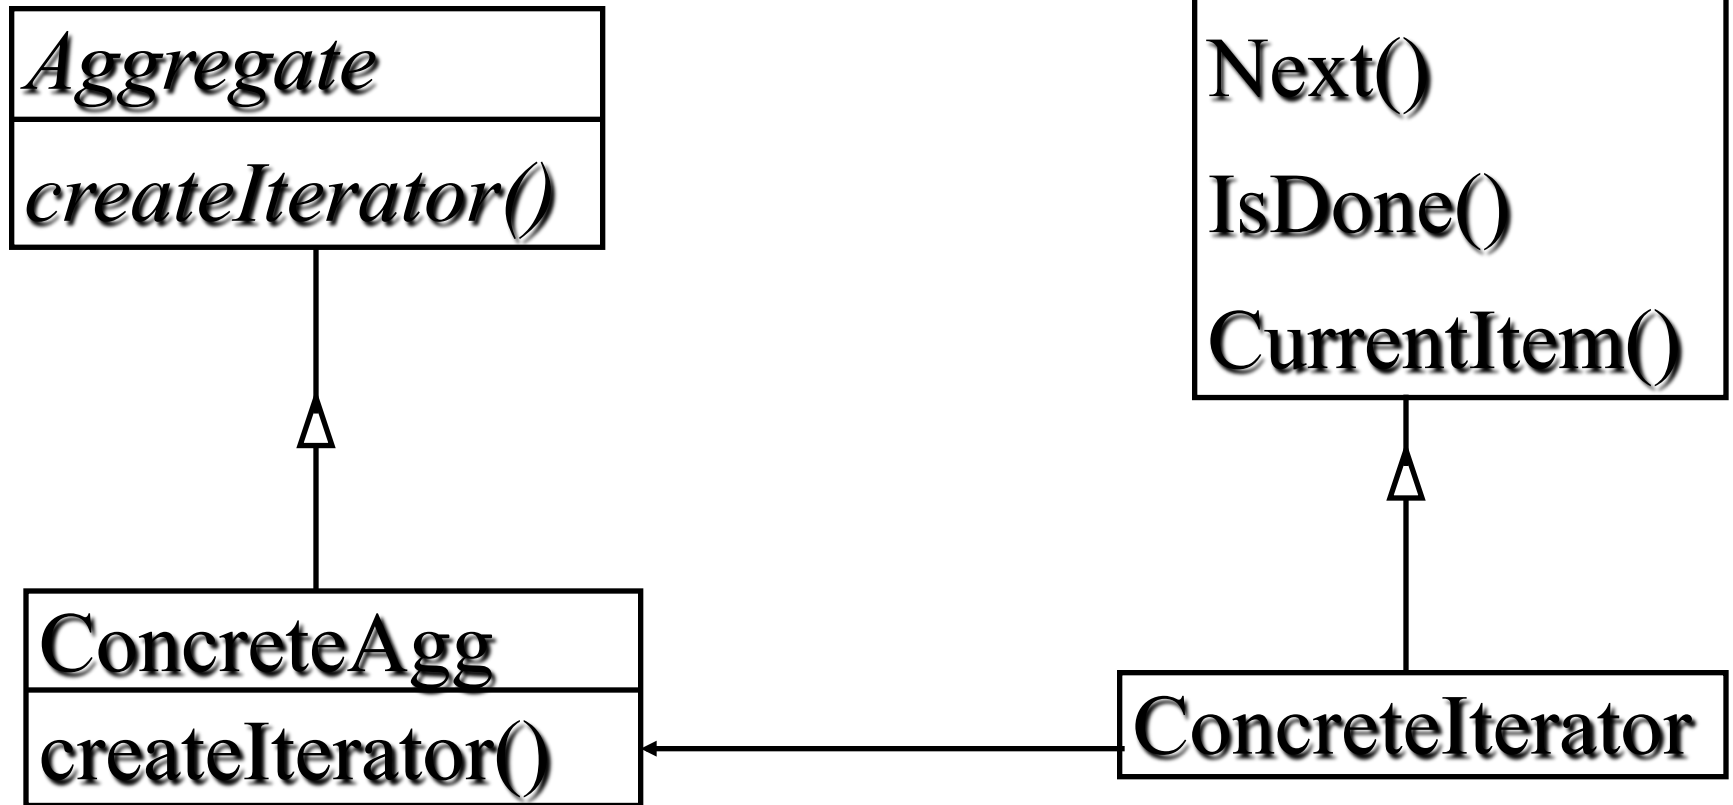 Aggregate
createIterator()
Next()
IsDone()
CurrentItem()
ConcreteAgg
createIterator()
ConcreteIterator